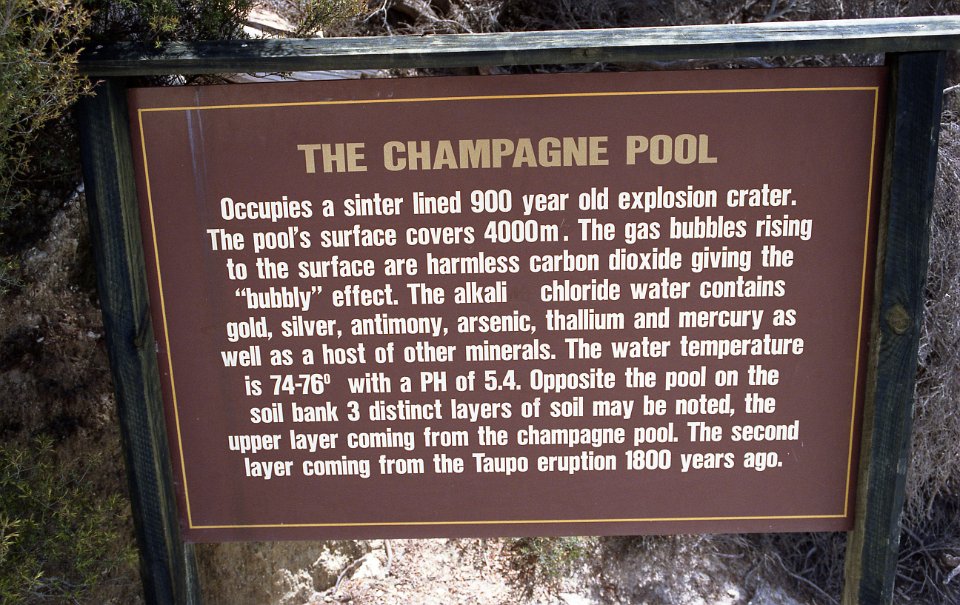 THE CHAMPAGNE POOL
Occupies a sinter lined 900 year old explosion crater.
The pool's surface covers 4000m. The gas bubbles rising
to the surface are harmless carbon dioxide giving the
“bubbly” effect. The alkali chloride water contains
gold, silver, antimony, arsenic, thallium and mercury as
well as a host of other minerals. The water temperature
is 74-76⁰ with a PH of 5.4. Opposite the pool on the
soil bank 3 distinct layers of soil may be noted, the
upper layer coming from the champagne pool. The second
layer coming from the Taupo eruption 1800 years ago.